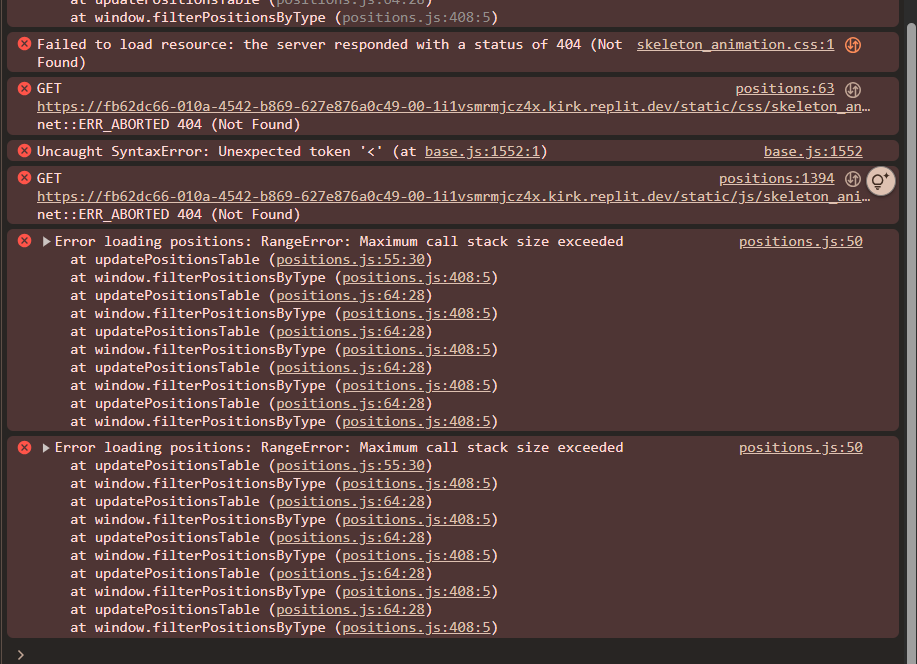 at updatePositionsTable (positions.js:64:28)
at window.filterPositionsByType (positions.js:408:5)
Failed to load resource: the server responded with a status of 404 (Not skeleton_animation.css:1
Found)
GET positions:63
https://fb62dc66-010a-4542-b869-627e876a0c49-00-1i1vsmrmjcz4x.kirk.replit.dev/static/css/skeleton_an…
net::ERR_ABORTED 404 (Not Found)
Uncaught SyntaxError: Unexpected token '<' (at base.js:1552:1) base.js:1552
GET positions:1394
https://fb62dc66-010a-4542-b869-627e876a0c49-00-1i1vsmrmjcz4x.kirk.replit.dev/static/js/skeleton_ani…
net::ERR_ABORTED 404 (Not Found)
Error loading positions: RangeError: Maximum call stack size exceeded positions.js:50
at updatePositionsTable (positions.js:55:30)
at window.filterPositionsByType (positions.js:408:5)
at updatePositionsTable (positions.js:64:28)
at window.filterPositionsByType (positions.js:408:5)
at updatePositionsTable (positions.js:64:28)
at window.filterPositionsByType (positions.js:408:5)
at updatePositionsTable (positions.js:64:28)
at window.filterPositionsByType (positions.js:408:5)
at updatePositionsTable (positions.js:64:28)
at window.filterPositionsByType (positions.js:408:5)
Error loading positions: RangeError: Maximum call stack size exceeded positions.js:50
at updatePositionsTable (positions.js:55:30)
at window.filterPositionsByType (positions.js:408:5)
at updatePositionsTable (positions.js:64:28)
at window.filterPositionsByType (positions.js:408:5)
at updatePositionsTable (positions.js:64:28)
at window.filterPositionsByType (positions.js:408:5)
at updatePositionsTable (positions.js:64:28)
at window.filterPositionsByType (positions.js:408:5)
at updatePositionsTable (positions.js:64:28)
at window.filterPositionsByType (positions.js:408:5)